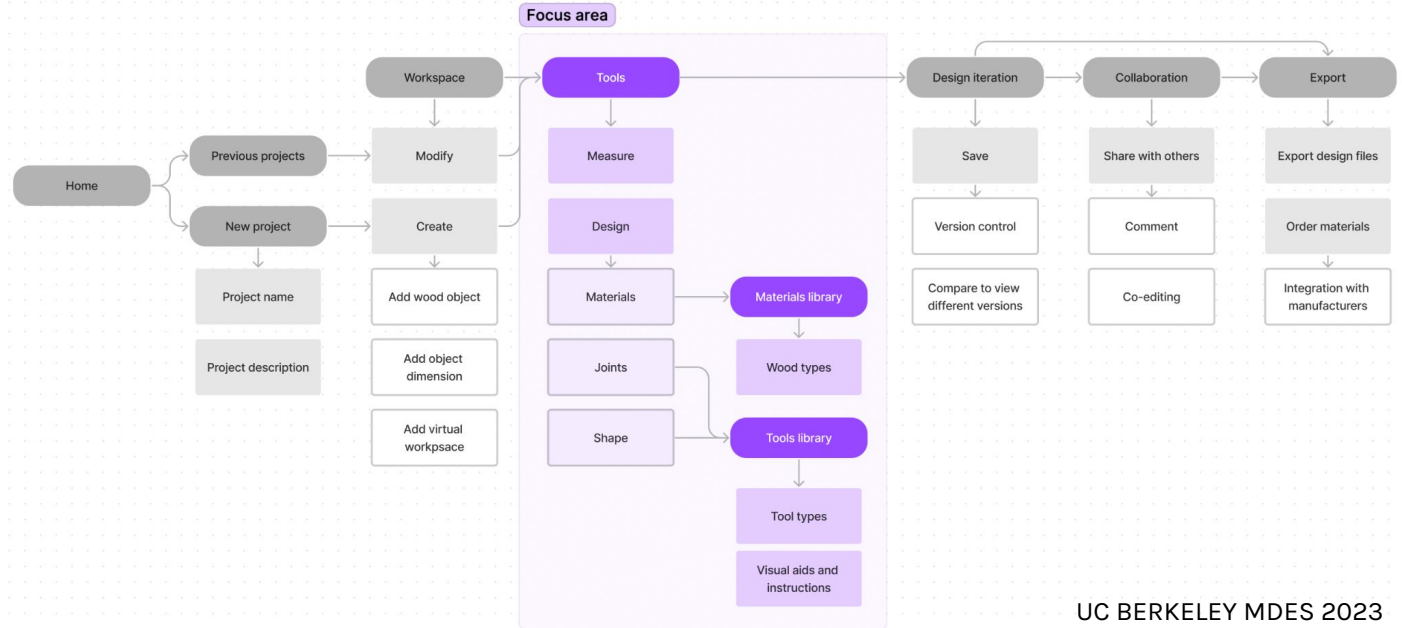 Focus area
Workspace
Tools
Design iteration
Collaboration
Export
Previous projects
Modify
Measure
Save
Share with others
Export design files
Home
New project
Create
Design
Version control
Comment
Order materials
Project name
Add wood object
Materials
Materials library
Compare to view
different versions
Co-editing
Integration with
manufacturers
Project description
Add object
dimension
Joints
Wood types
Add virtual
workpsace
Shape
Tools library
Tool types
Visual aids and
instructions
UC BERKELEY MDES 2023